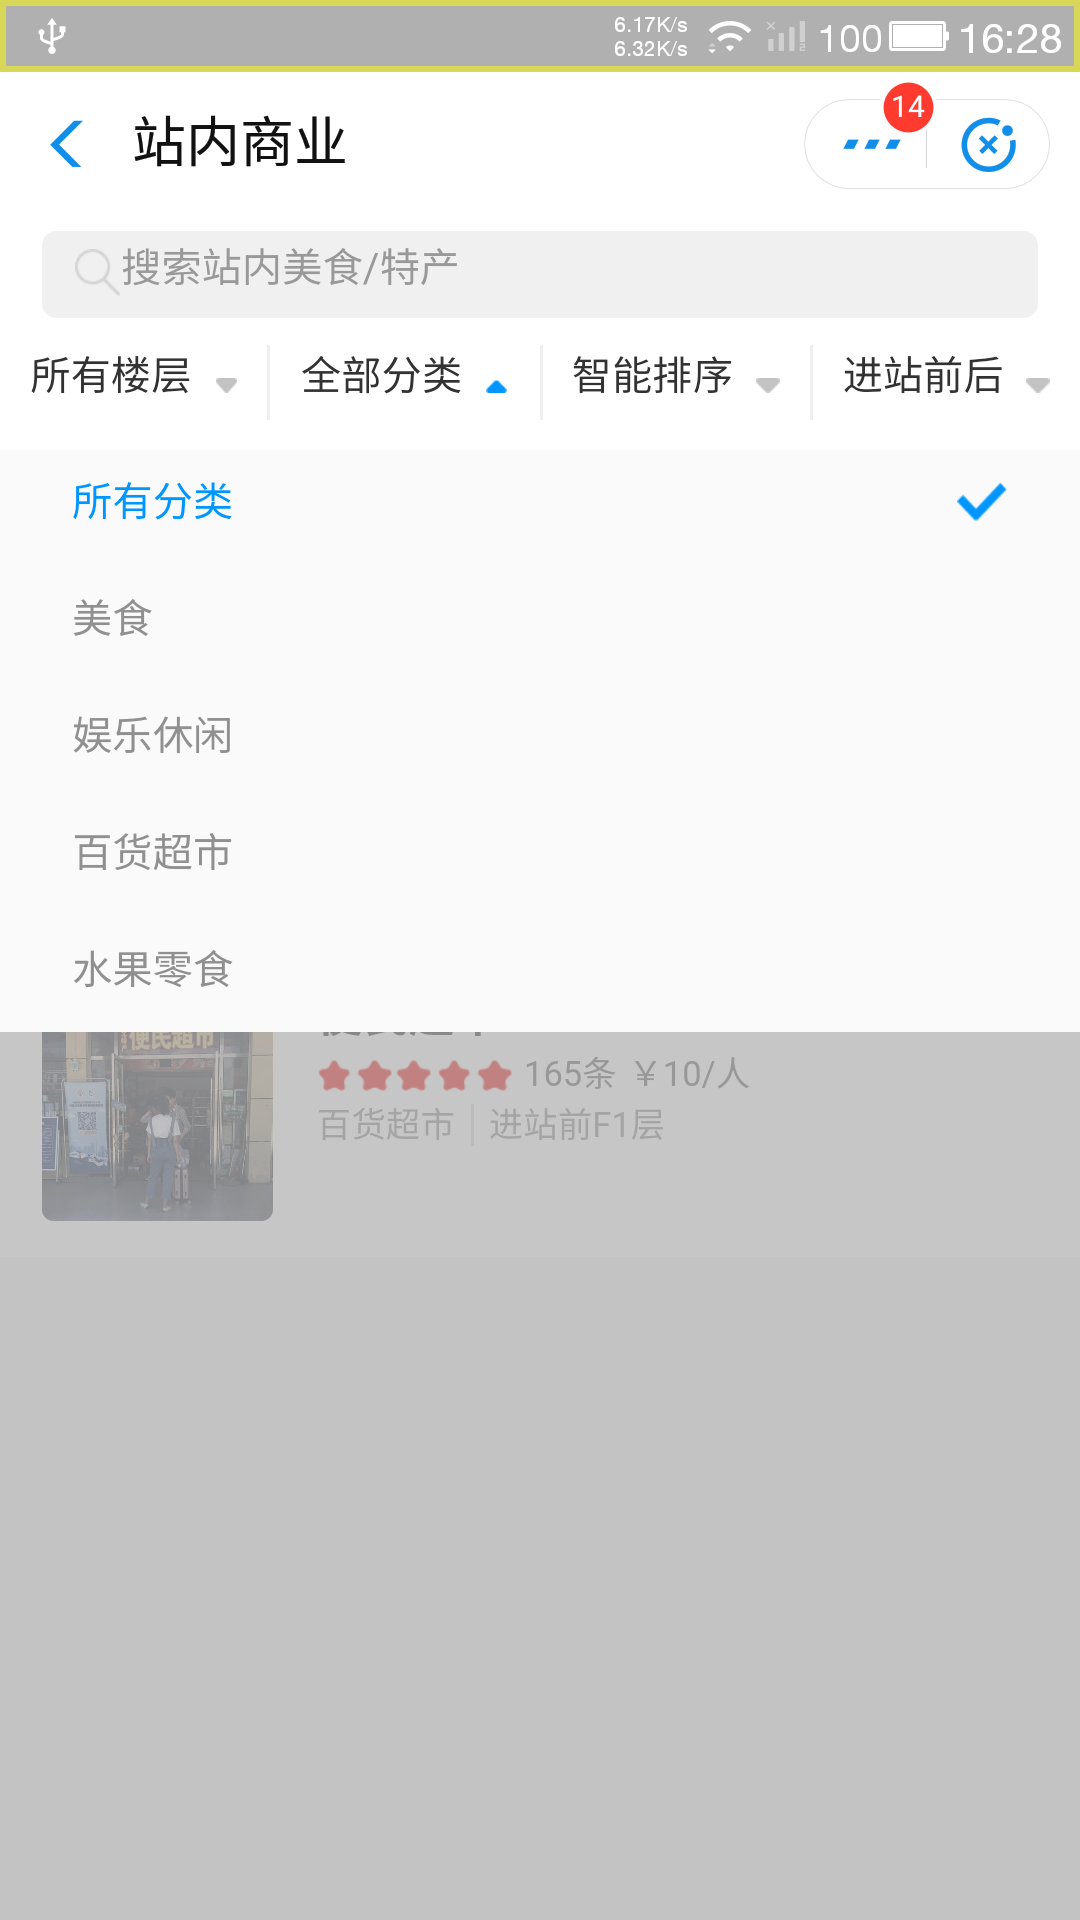 6.17K/s
6.32K/s
100
16:28
站内商业
14
搜索站内美食/特产
所有楼层 全部分类 智能排序 进站前后
所有分类
美食
娱乐休闲
百货超市
水果零食
便民超市
165条 ￥10/人
百货超市 进站前F1层